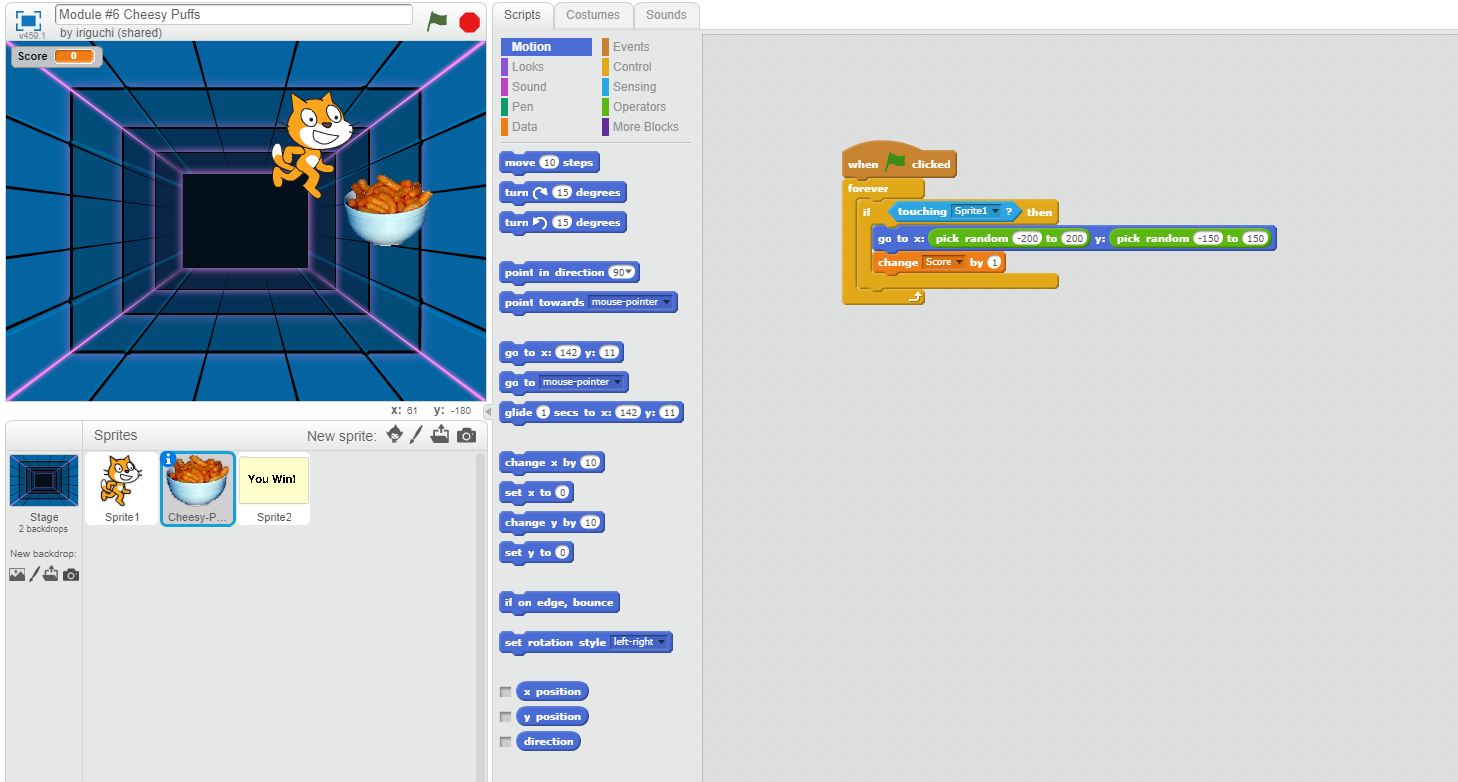 Module #6 Cheesy Puffs
by iriguchi (shared)
v459.1
Score 0
x: 61 y: -180
Sprites
New sprite:
Stage
2 backdrops
New backdrop:
Sprite1
Cheesy-P...
You Win!
Sprite2
Scripts Costumes Sounds
Motion Events
Looks Control
Sound Sensing
Pen Operators
Data More Blocks
move 10 steps
turn 15 degrees
turn 15 degrees
point in direction 90
point towards mouse-pointer
go to x: 142 y: 11
go to mouse-pointer
glide 1 secs to x: 142 y: 11
change x by 10
set x to 0
change y by 10
set y to 0
if on edge, bounce
set rotation style left-right
x position
y position
direction
when clicked
forever
if touching Sprite1 ? then
go to x: pick random -200 to 200 y: pick random -150 to 150
change Score by 1